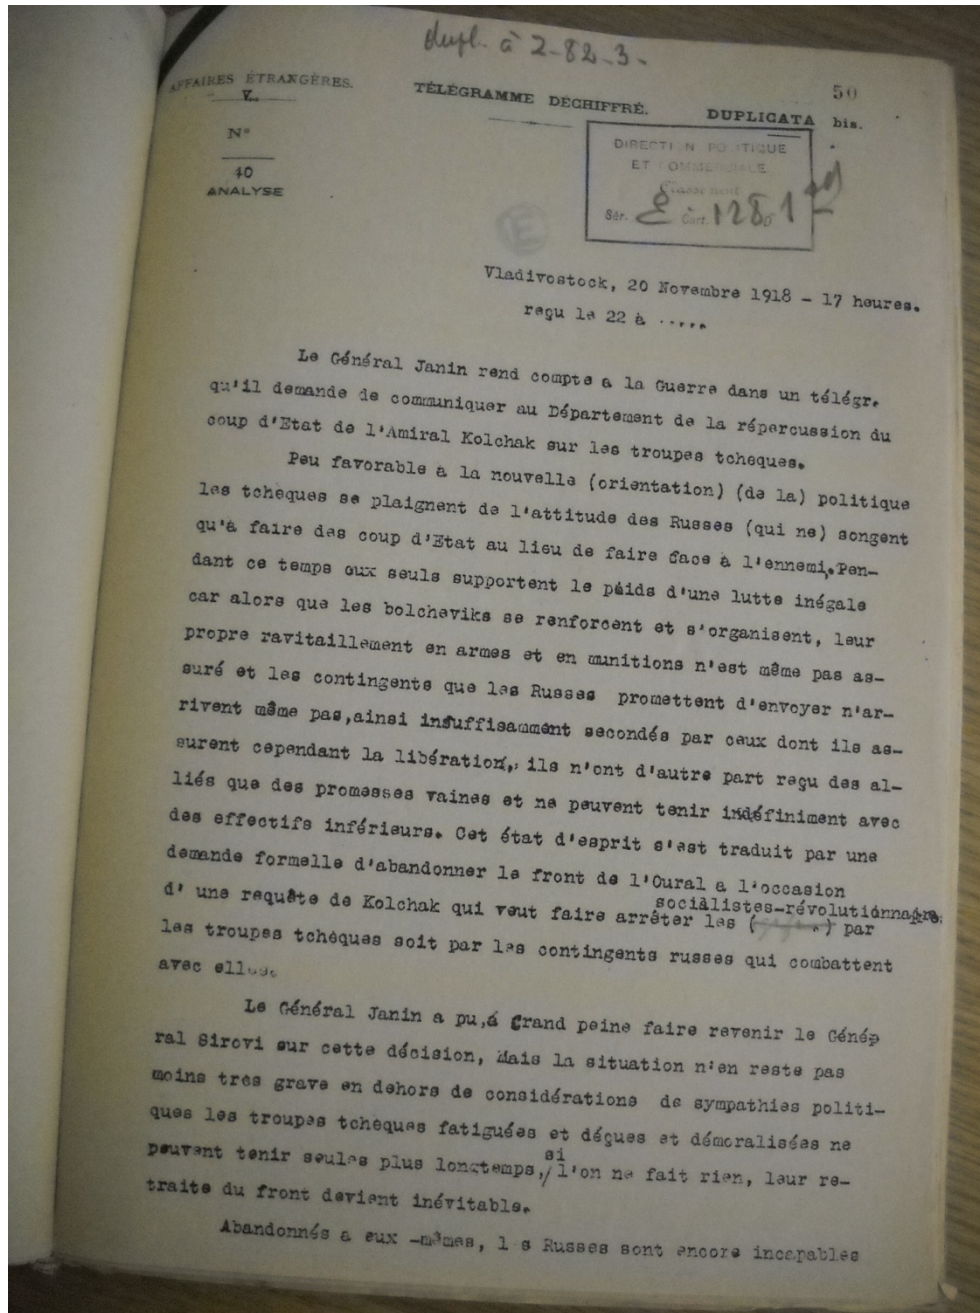 dupl. à 2-82-3-
50
AFFAIRES ÉTRANGÈRES.
TÉLÉGRAMME DÉCHIFFRÉ.
DUPLICATA bis.
V.
N°
40
ANALYSE
DIRECTION POLITIQUE
ET COMMERCIALE
Classement
Sér. E Cart. 128 D 1
E
Vladivostock, 20 Novembre 1918 - 17 heures.
reçu le 22 à .....
Le Général Janin rend compte a la Guerre dans un télégr.
qu'il demande de communiquer au Département de la répercussion du
coup d'Etat de l'Amiral Kolchak sur les troupes tchèques.
Peu favorable à la nouvelle (orientation) (de la) politique
les tchèques se plaignent de l'attitude des Russes (qui ne) songent
qu'à faire des coup d'Etat au lieu de faire face à l'ennemi. Pen-
dant ce temps eux seuls supportent le poids d'une lutte inégale
car alors que les bolcheviks se renforcent et s'organisent, leur
propre ravitaillement en armes et en munitions n'est même pas as-
suré et les contingents que les Russes promettent d'envoyer n'ar-
rivent même pas, ainsi insuffisamment secondés par ceux dont ils as-
surent cependant la libération, ils n'ont d'autre part reçu des al-
liés que des promesses vaines et ne peuvent tenir indéfiniment avec
des effectifs inférieurs. Cet état d'esprit s'est traduit par une
demande formelle d'abandonner le front de l'Oural a l'occasion
socialistes-révolutionnaire
d' une requête de Kolchak qui veut faire arrêter les ( ) par
les troupes tchèques soit par les contingents russes qui combattent
avec elles.
Le Général Janin a pu, à grand peine faire revenir le Géné-
ral Sirovi sur cette décision, Mais la situation n'en reste pas
moins très grave en dehors de considérations de sympathies politi-
ques les troupes tchèques fatiguées et déçues et démoralisées ne
si
peuvent tenir seules plus longtemps,/ l'on ne fait rien, leur re-
traite du front devient inévitable.
Abandonnés a eux -mêmes, l s Russes sont encore incapables